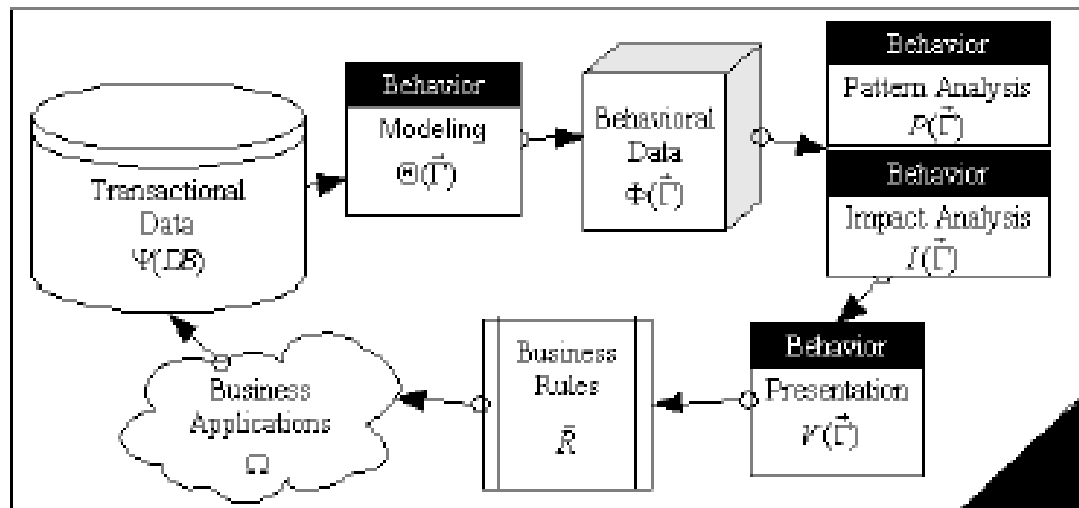 Transactional
Data
Ψ(DB)
Behavior
Modeling
Θ(Γ⃗)
Behavioral
Data
Φ(Γ⃗)
Behavior
Pattern Analysis
P(Γ⃗)
Behavior
Impact Analysis
I(Γ⃗)
Behavior
Presentation
V(Γ⃗)
Business
Rules
R̃
Business
Applications
Ω